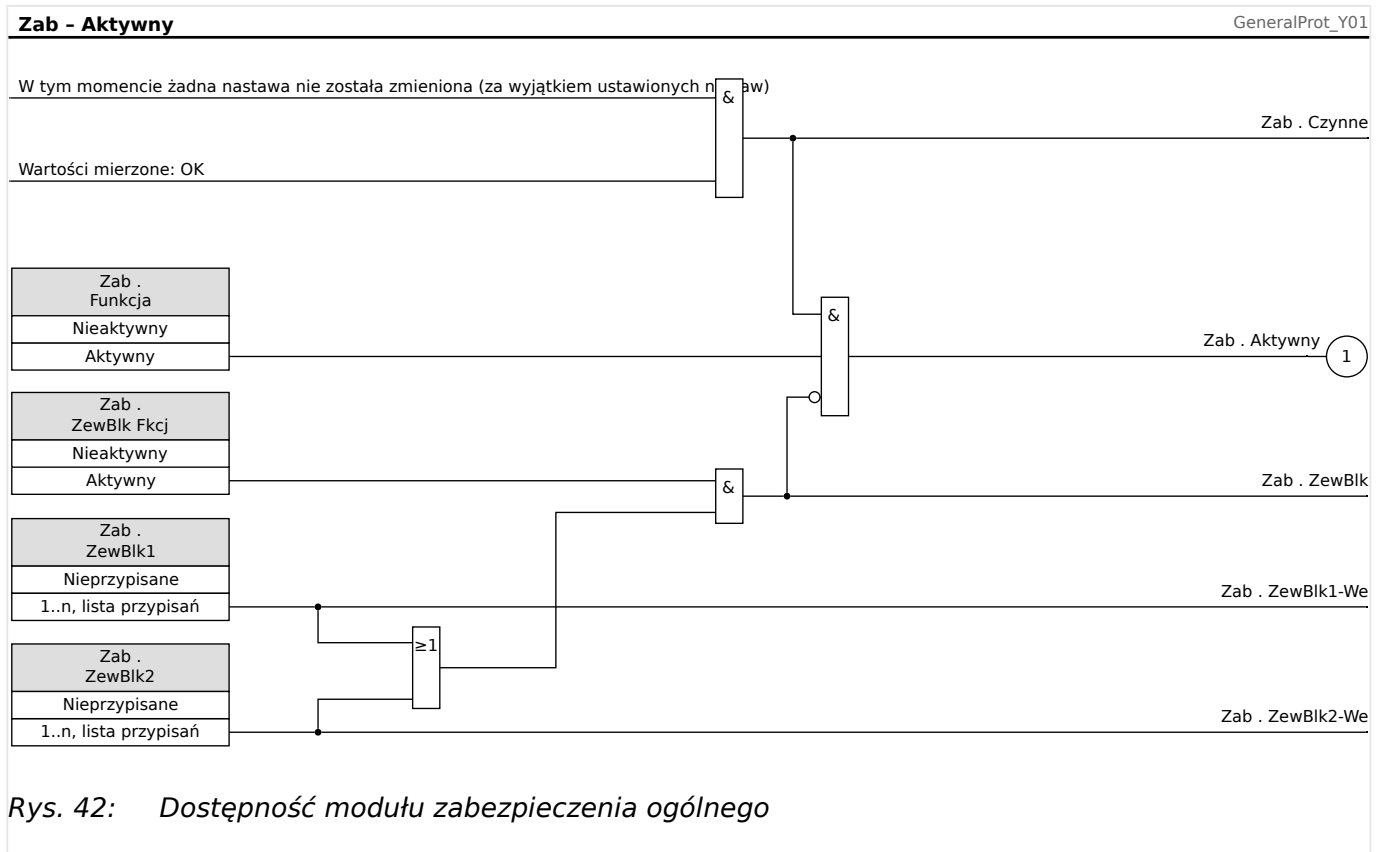 Zab – Aktywny
GeneralProt_Y01
W tym momencie żadna nastawa nie została zmieniona (za wyjątkiem ustawionych
&
Zab . Czynne
Wartości mierzone: OK
Zab .
Funkcja
Nieaktywny
Aktywny
&
Zab . Aktywny
1
Zab .
ZewBlk Fkcj
Nieaktywny
Aktywny
&
Zab . ZewBlk
Zab .
ZewBlk1
Nieprzypisane
1..n, lista przypisań
Zab . ZewBlk1-We
≥1
Zab .
ZewBlk2
Nieprzypisane
1..n, lista przypisań
Zab . ZewBlk2-We
Rys. 42: Dostępność modułu zabezpieczenia ogólnego